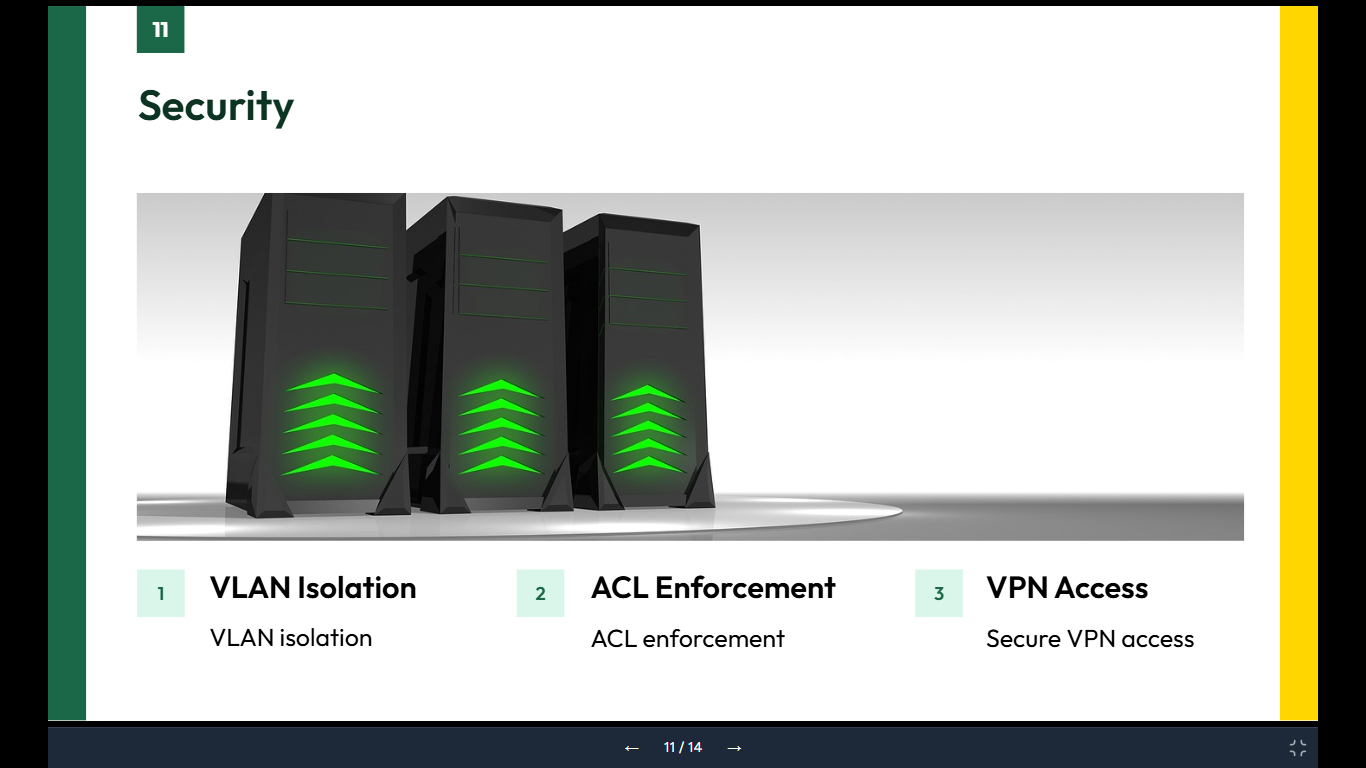 11
Security
1
VLAN Isolation
VLAN isolation
2
ACL Enforcement
ACL enforcement
3
VPN Access
Secure VPN access
← 11 / 14 →